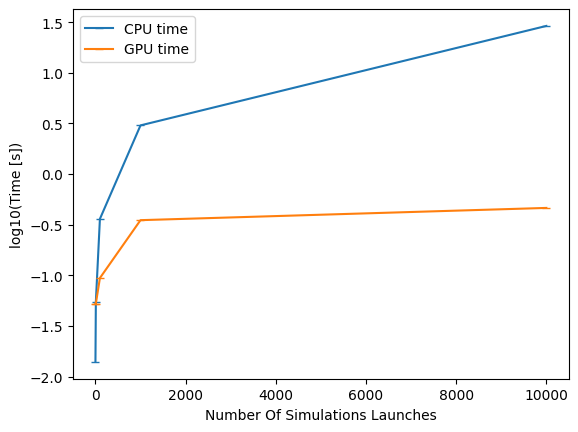 CPU time
GPU time
1.5
1.0
0.5
0.0
−0.5
−1.0
−1.5
−2.0
log10(Time [s])
0 2000 4000 6000 8000 10000
Number Of Simulations Launches